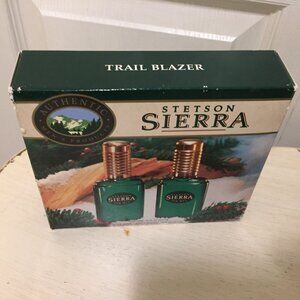 TRAIL BLAZER
AUTHENTIC
STETSON
SIERRA
SIERRA
SIERRA